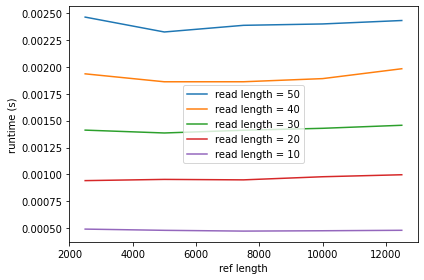 0.00250
0.00225
0.00200
0.00175
0.00150
0.00125
0.00100
0.00075
0.00050
runtime (s)
read length = 50
read length = 40
read length = 30
read length = 20
read length = 10
2000 4000 6000 8000 10000 12000
ref length